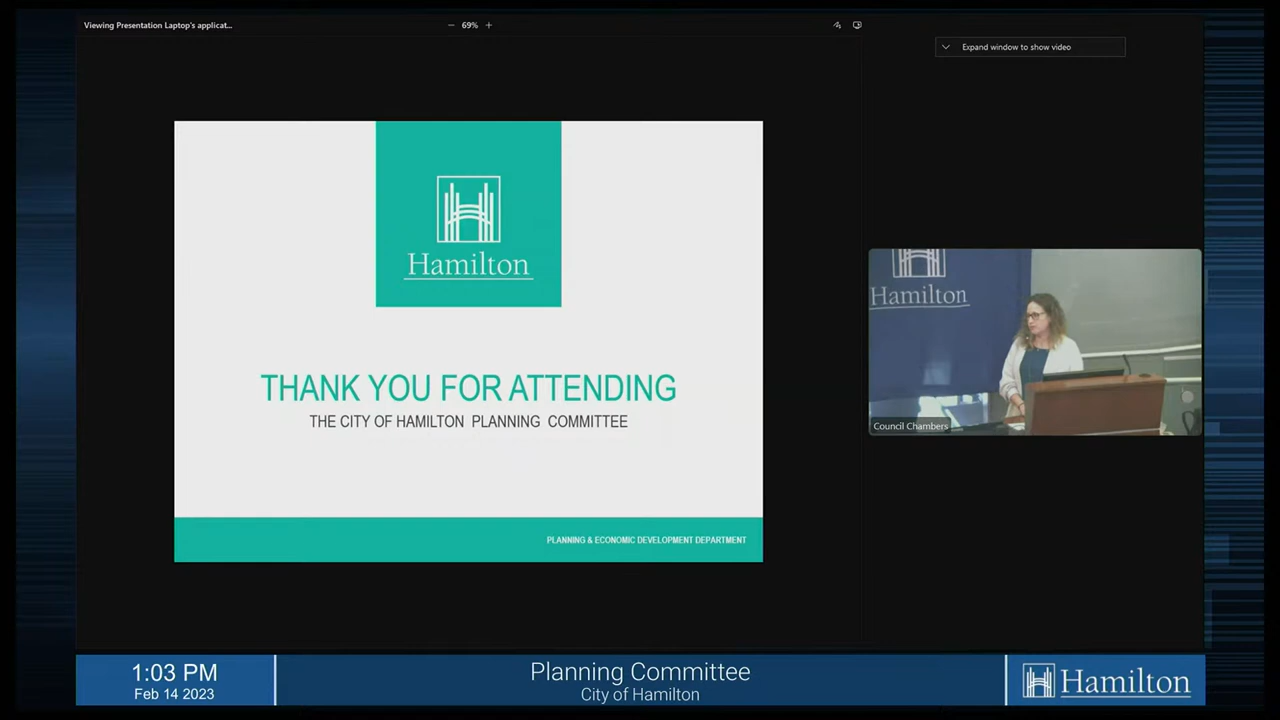 Viewing Presentation Laptop's applicat...
69%
Expand window to show video
Hamilton
THANK YOU FOR ATTENDING
THE CITY OF HAMILTON PLANNING COMMITTEE
PLANNING & ECONOMIC DEVELOPMENT DEPARTMENT
Hamilton
Council Chambers
1:03 PM
Feb 14 2023
Planning Committee
City of Hamilton
Hamilton